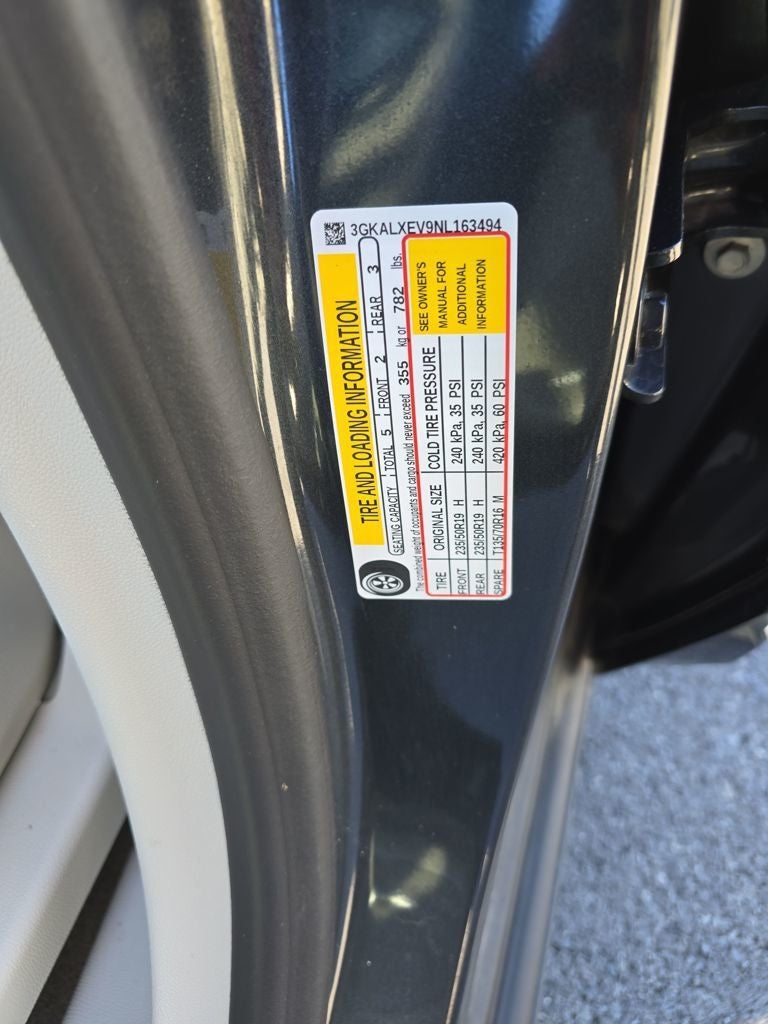 3GKALXEV9NL163494
TIRE AND LOADING INFORMATION
SEATING CAPACITY TOTAL 5 FRONT 2 REAR 3
The combined weight of occupants and cargo should never exceed 355 kg or 782 lbs.
TIRE ORIGINAL SIZE COLD TIRE PRESSURE
FRONT 235/50R19 H 240 kPa, 35 PSI
REAR 235/50R19 H 240 kPa, 35 PSI
SPARE T135/70R16 M 420 kPa, 60 PSI
SEE OWNER'S
MANUAL FOR
ADDITIONAL
INFORMATION